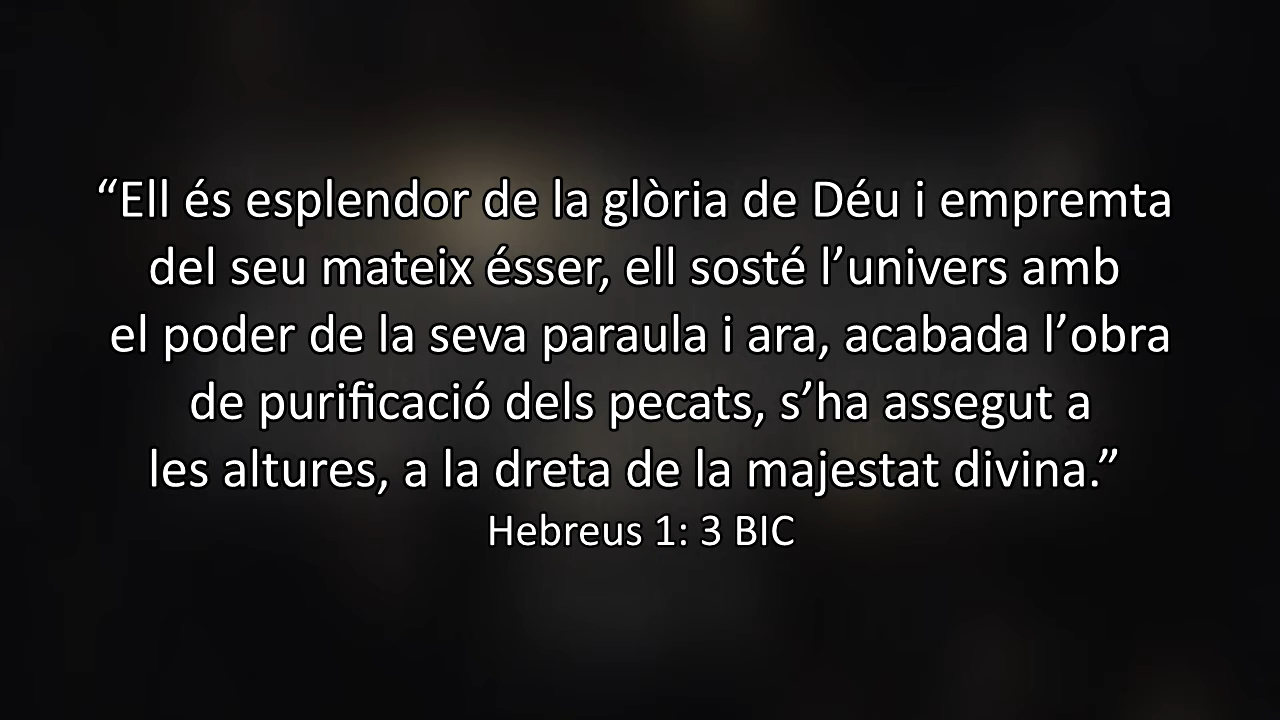 “Ell és esplendor de la glòria de Déu i empremta
del seu mateix ésser, ell sosté l’univers amb
el poder de la seva paraula i ara, acabada l’obra
de purificació dels pecats, s’ha assegut a
les altures, a la dreta de la majestat divina.”
Hebreus 1: 3 BIC